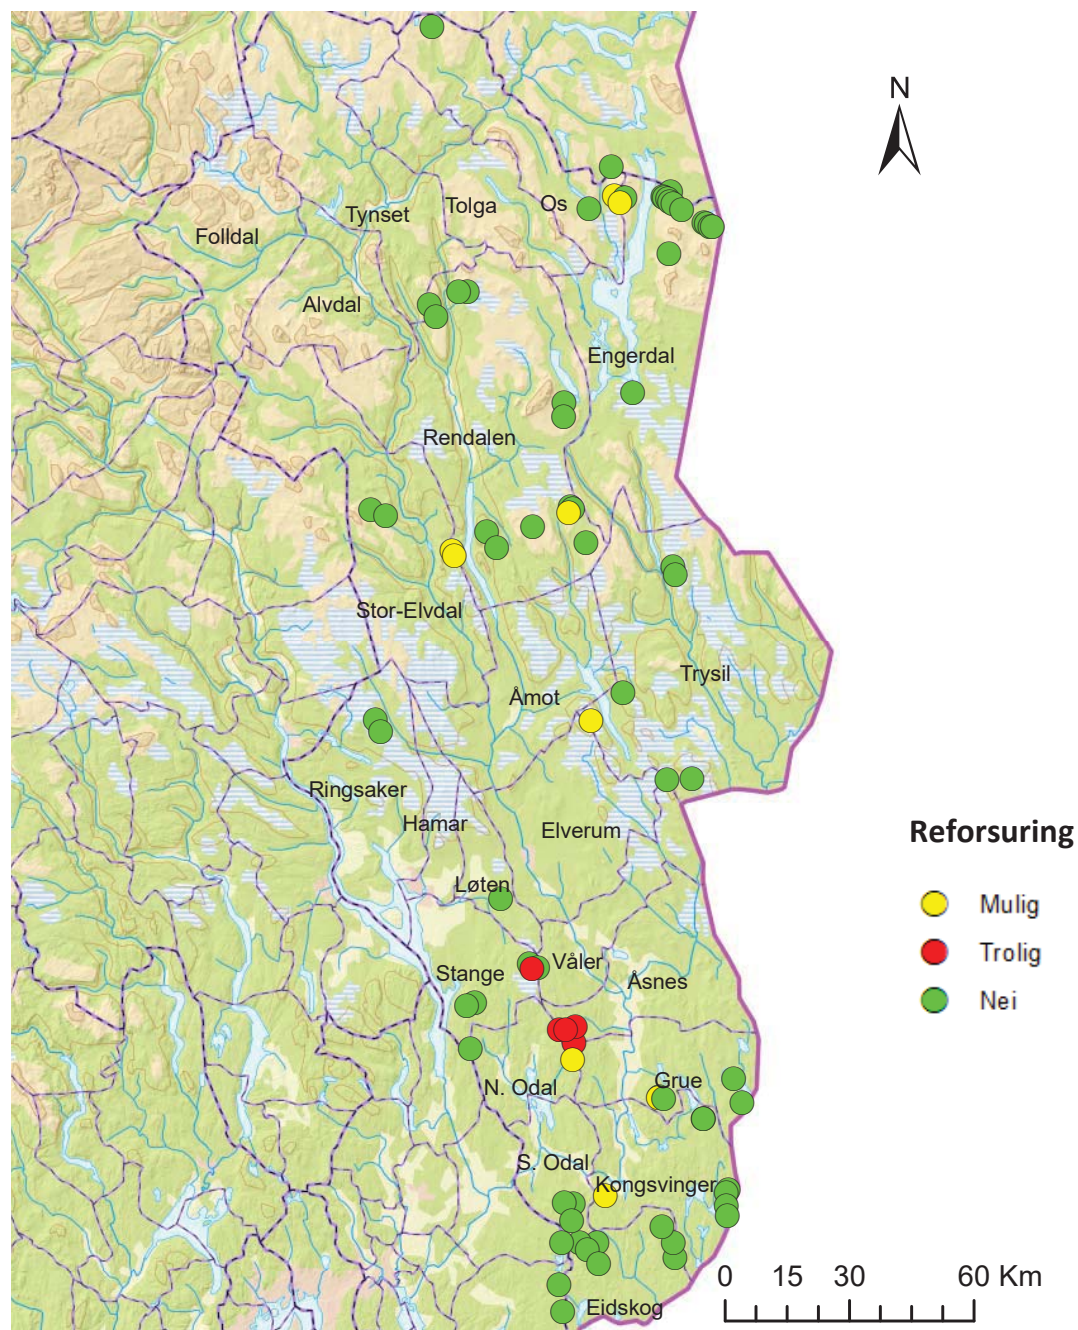 N
Tynset
Tolga
Os
Folldal
Alvdal
Engerdal
Rendalen
Stor-Elvdal
Trysil
Åmot
Ringsaker
Hamar
Elverum
Reforsuring
Løten
Mulig
Trolig
Nei
Våler
Stange
Åsnes
N. Odal
Grue
S. Odal
Kongsvinger
0 15 30 60 Km
Eidskog